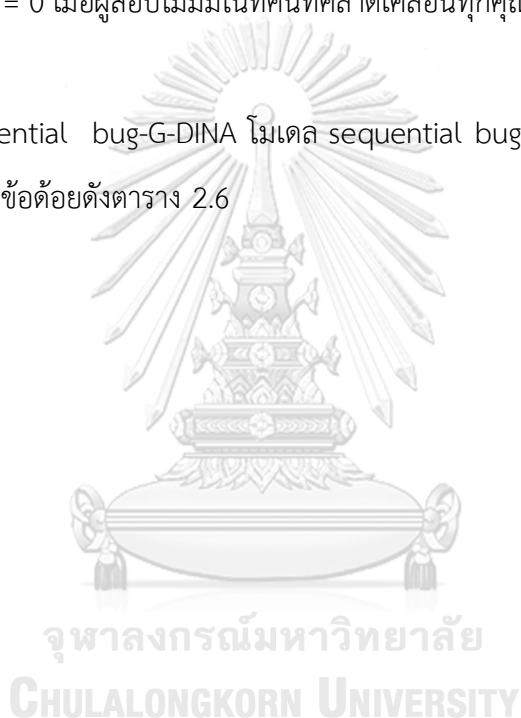 = 0 เมื่อผู้สอบไม่มีมโนทัศน์ที่คลาดเคลื่อนทุกคุณ
ential bug-G-DINA โมเดล sequential bug
ข้อด้อยดังตาราง 2.6
จุฬาลงกรณ์มหาวิทยาลัย
CHULALONGKORN UNIVERSITY